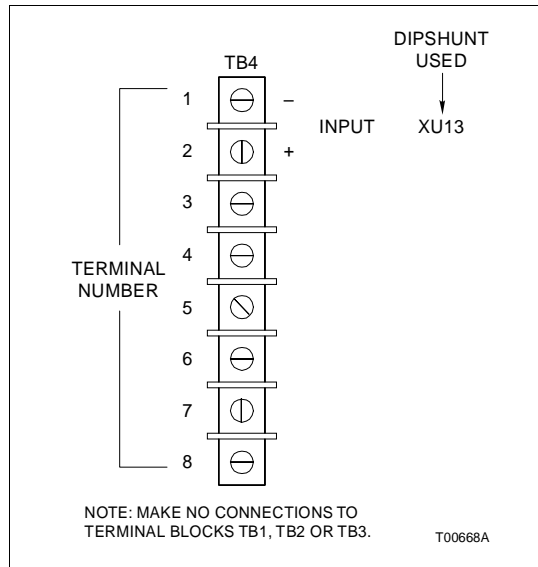 DIPSHUNT
USED
TB4
1 –
INPUT XU13
2 +
3
4
TERMINAL
NUMBER
5
6
7
8
NOTE: MAKE NO CONNECTIONS TO
TERMINAL BLOCKS TB1, TB2 OR TB3.
T00668A